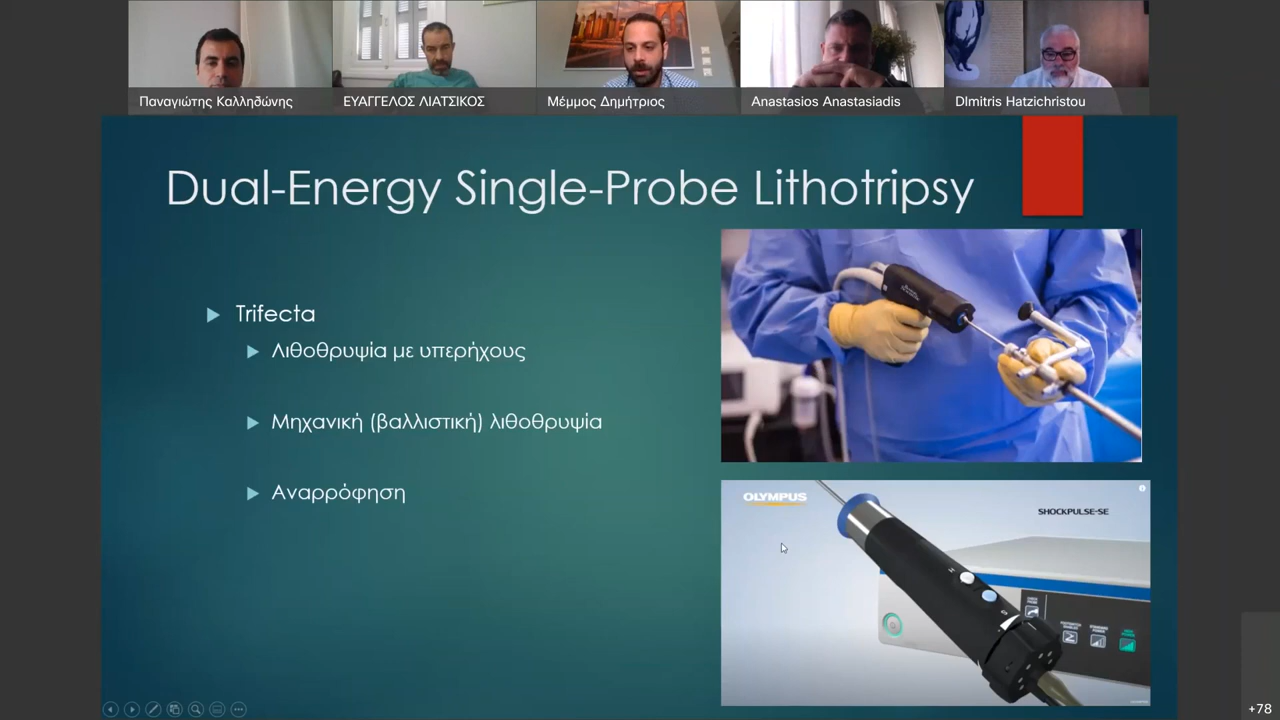 Παναγιώτης Καλληδώνης
ΕΥΑΓΓΕΛΟΣ ΛΙΑΤΣΙΚΟΣ
Μέμμος Δημήτριος
Anastasios Anastasiadis
DImitris Hatzichristou
Dual-Energy Single-Probe Lithotripsy
Trifecta
Λιθοθρυψία με υπερήχους
Μηχανική (βαλλιστική) λιθοθρυψία
Αναρρόφηση
OLYMPUS
SHOCKPULSE-SE
+78